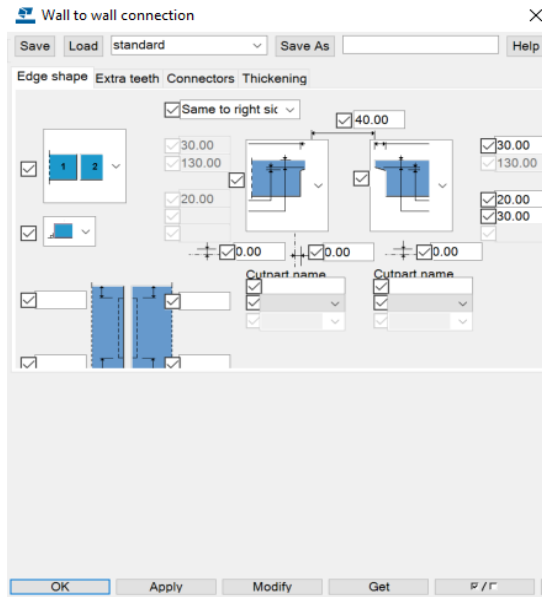 Wall to wall connection
Save Load standard Save As Help
Edge shape Extra teeth Connectors Thickening
Same to right sic
40.00
30.00 30.00
130.00 130.00
1 2
20.00 20.00
30.00
0.00 0.00 0.00
Cutpart name Cutpart name
OK Apply Modify Get